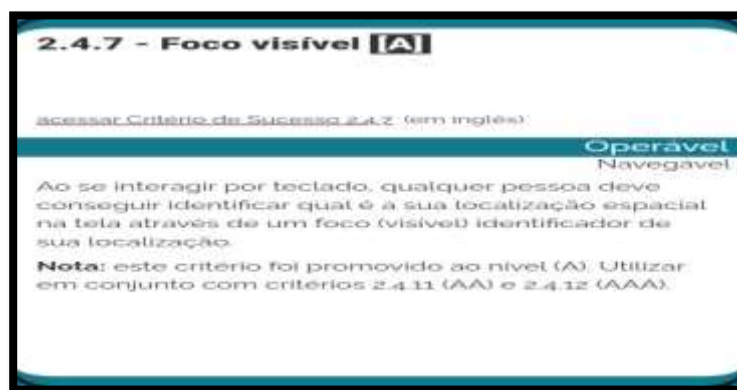 2.4.7 - Foco visível [A]
acessar Critério de Sucesso 2.4.7 (em inglês)
Operável
Navegável
Ao se interagir por teclado, qualquer pessoa deve
conseguir identificar qual é a sua localização espacial
na tela através de um foco (visível) identificador de
sua localização.
Nota: este critério foi promovido ao nível (A). Utilizar
em conjunto com critérios 2.4.11 (AA) e 2.4.12 (AAA).